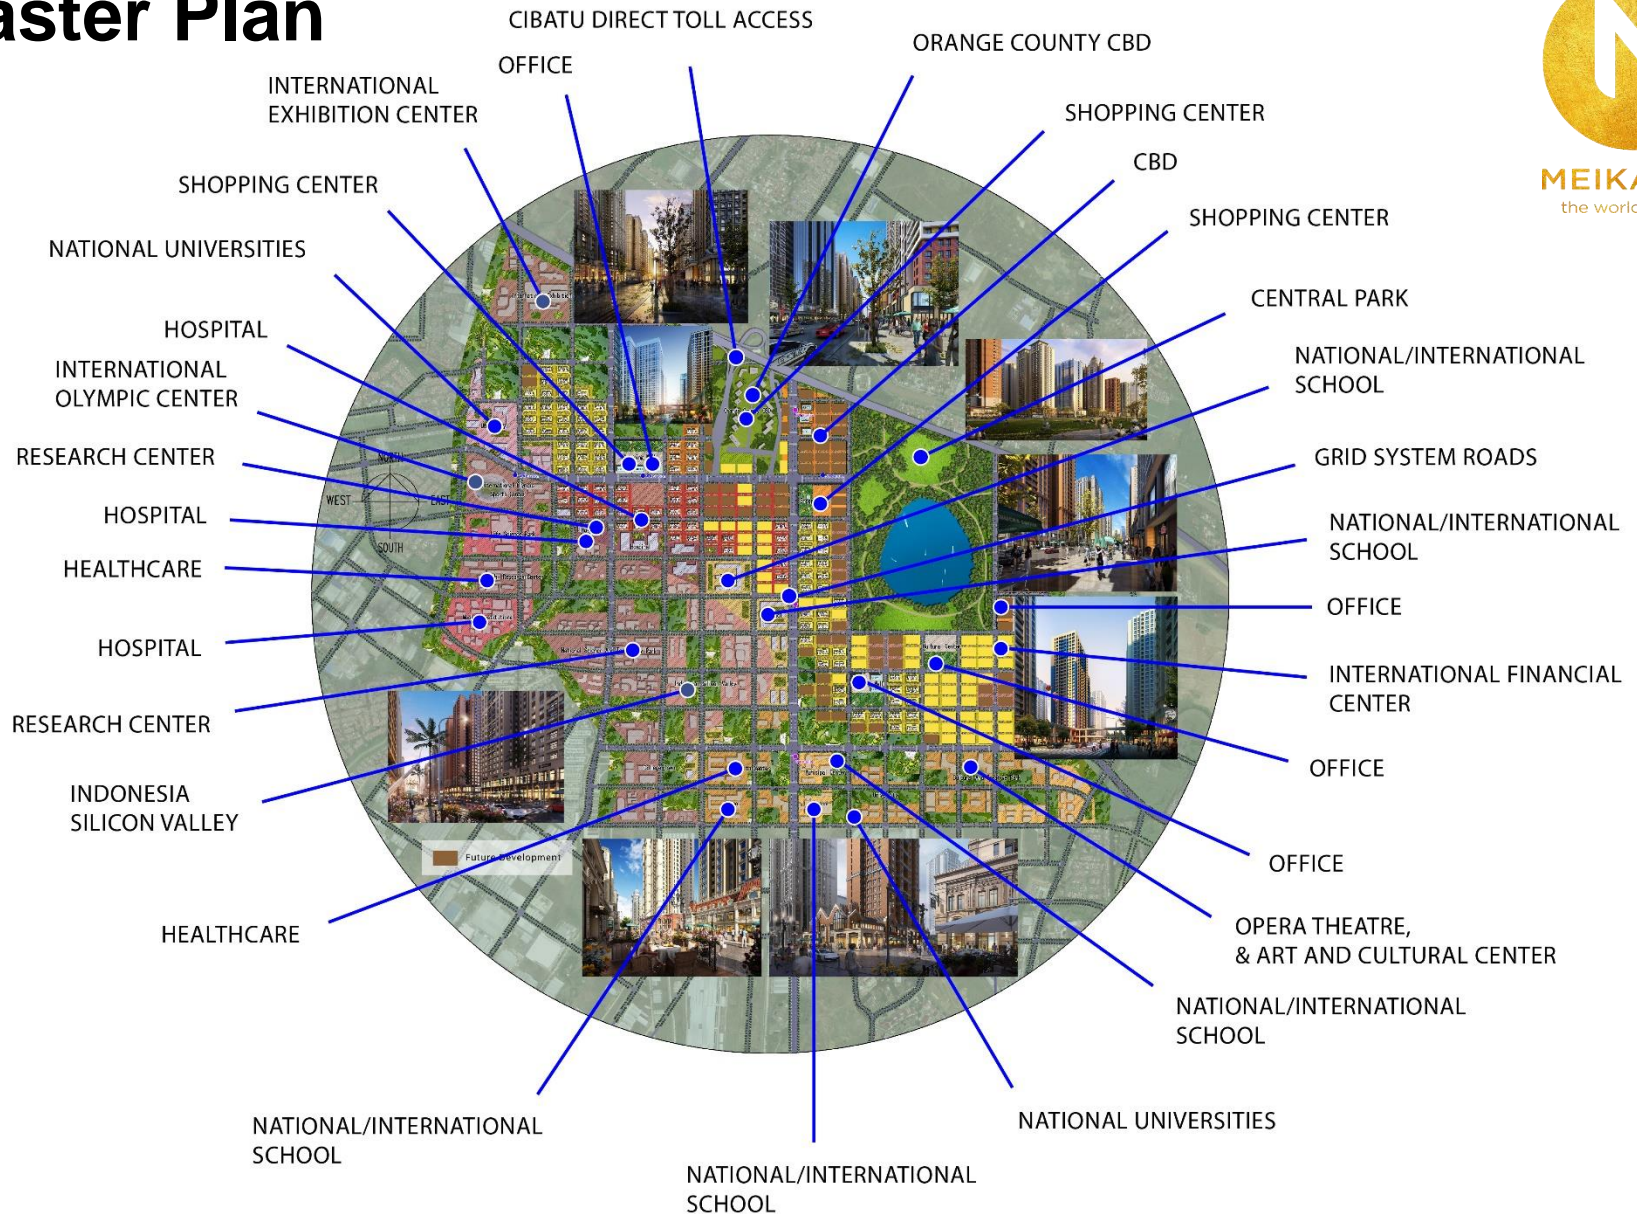 aster Plan
CIBATU DIRECT TOLL ACCESS
OFFICE
ORANGE COUNTY CBD
INTERNATIONAL
EXHIBITION CENTER
SHOPPING CENTER
CBD
SHOPPING CENTER
SHOPPING CENTER
NATIONAL UNIVERSITIES
CENTRAL PARK
HOSPITAL
NATIONAL/INTERNATIONAL
SCHOOL
INTERNATIONAL
OLYMPIC CENTER
RESEARCH CENTER
GRID SYSTEM ROADS
HOSPITAL
NATIONAL/INTERNATIONAL
SCHOOL
HEALTHCARE
OFFICE
HOSPITAL
INTERNATIONAL FINANCIAL
CENTER
RESEARCH CENTER
OFFICE
INDONESIA
SILICON VALLEY
OFFICE
HEALTHCARE
OPERA THEATRE,
& ART AND CULTURAL CENTER
NATIONAL/INTERNATIONAL
SCHOOL
NATIONAL/INTERNATIONAL
SCHOOL
NATIONAL UNIVERSITIES
NATIONAL/INTERNATIONAL
SCHOOL
MEIKA
the world
NORTH
WEST
EAST
SOUTH
Future Development